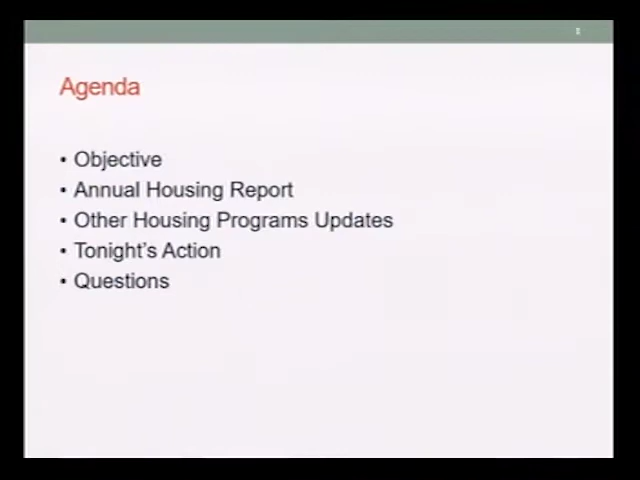 Agenda
• Objective
• Annual Housing Report
• Other Housing Programs Updates
• Tonight's Action
• Questions